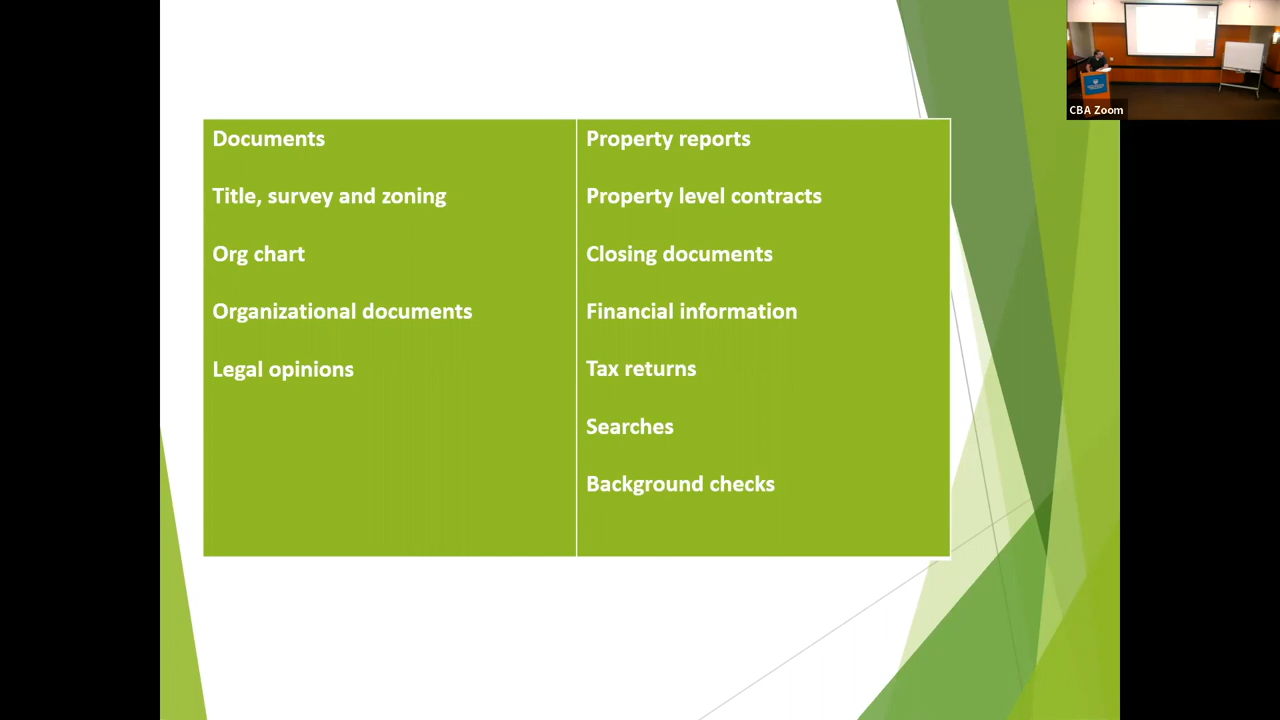 Documents
Title, survey and zoning
Org chart
Organizational documents
Legal opinions
Property reports
Property level contracts
Closing documents
Financial information
Tax returns
Searches
Background checks
CBA Zoom